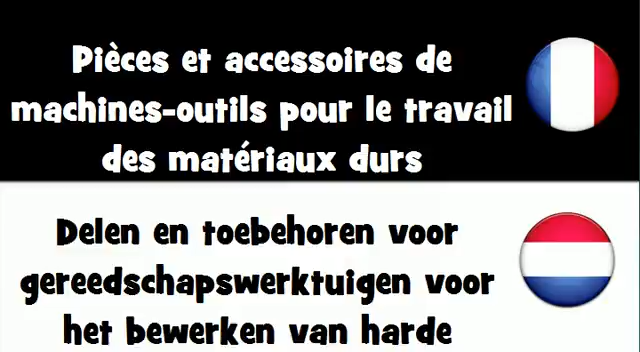 Pièces et accessoires de
machines-outils pour le travail
des matériaux durs
Delen en toebehoren voor
gereedschapswerktuigen voor
het bewerken van harde